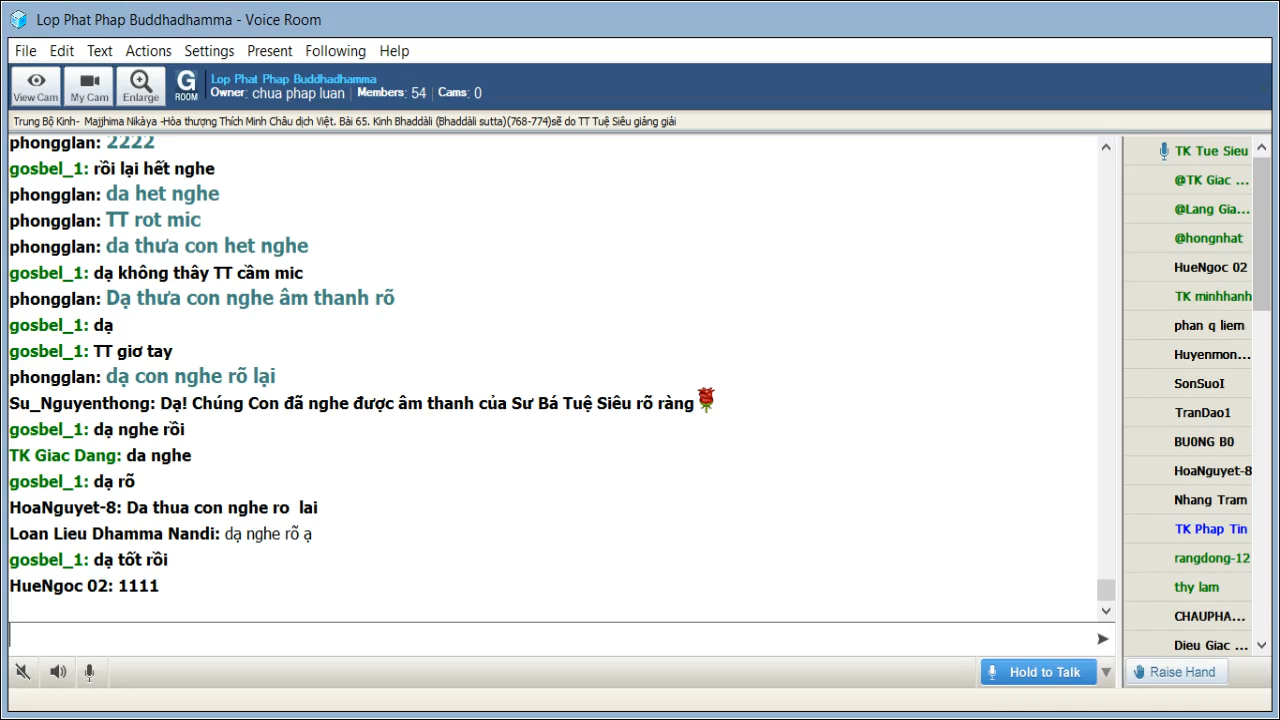 Lop Phat Phap Buddhadhamma - Voice Room
File Edit Text Actions Settings Present Following Help
View Cam My Cam Enlarge G ROOM
Lop Phat Phap Buddhadhamma
Owner: chua phap luan Members: 54 Cams: 0
Trung Bộ Kinh- Majjhima Nikàya -Hòa thượng Thích Minh Châu dịch Việt. Bài 65. Kinh Bhaddàli (Bhaddàli sutta)(768-774)sẽ do TT Tuệ Siêu giảng giải
phongglan: 2222
gosbel_1: rồi lại hết nghe
phongglan: da het nghe
phongglan: TT rot mic
phongglan: da thưa con het nghe
gosbel_1: dạ không thây TT cầm mic
phongglan: Dạ thưa con nghe âm thanh rõ
gosbel_1: dạ
gosbel_1: TT giơ tay
phongglan: dạ con nghe rõ lại
Su_Nguyenthong: Dạ! Chúng Con đã nghe được âm thanh của Sư Bá Tuệ Siêu rõ ràng
gosbel_1: dạ nghe rồi
TK Giac Dang: da nghe
gosbel_1: dạ rõ
HoaNguyet-8: Da thua con nghe ro lai
Loan Lieu Dhamma Nandi: dạ nghe rõ ạ
gosbel_1: dạ tốt rồi
HueNgoc 02: 1111
TK Tue Sieu
@TK Giac ...
@Lang Gia...
@hongnhat
HueNgoc 02
TK minhhanh
phan q liem
Huyenmon...
SonSuoI
TranDao1
BU0NG B0
HoaNguyet-8
Nhang Tram
TK Phap Tin
rangdong-12
thy lam
CHAUPHA...
Dieu Giac ...
Hold to Talk
Raise Hand